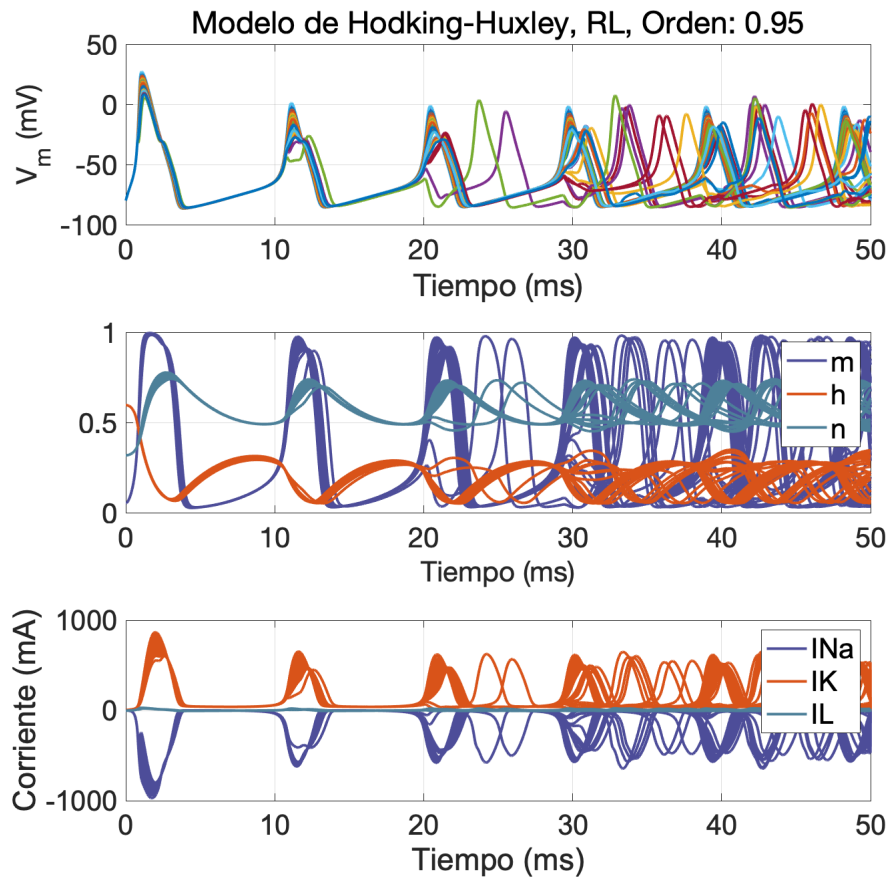 Modelo de Hodking-Huxley, RL, Orden: 0.95
50
0
-50
-100
V_m (mV)
0 10 20 30 40 50
Tiempo (ms)
1
0.5
0
m
h
n
0 10 20 30 40 50
Tiempo (ms)
1000
0
-1000
Corriente (mA)
INa
IK
IL
0 10 20 30 40 50
Tiempo (ms)